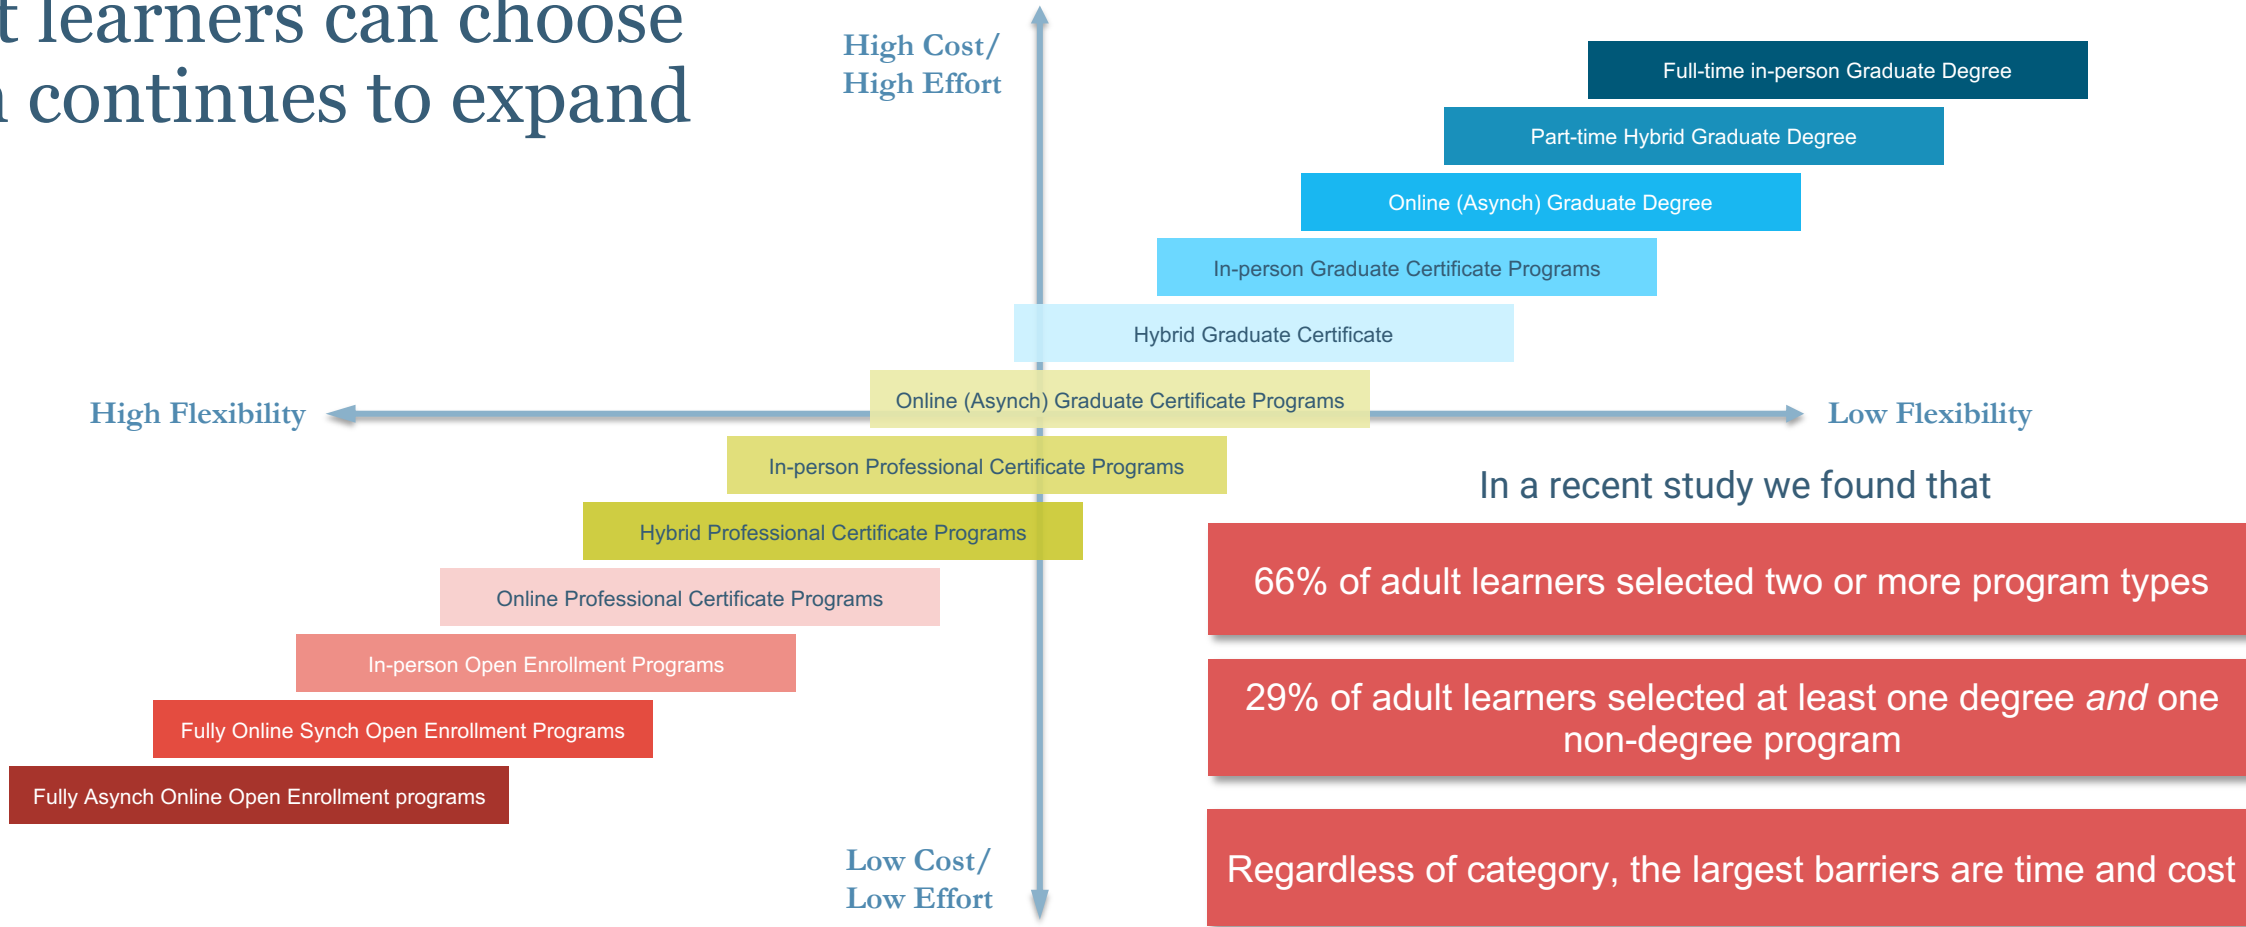 t learners can choose
n continues to expand
High Cost/
High Effort
Full-time in-person Graduate Degree
Part-time Hybrid Graduate Degree
Online (Asynch) Graduate Degree
In-person Graduate Certificate Programs
Hybrid Graduate Certificate
Online (Asynch) Graduate Certificate Programs
High Flexibility
Low Flexibility
In-person Professional Certificate Programs
Hybrid Professional Certificate Programs
Online Professional Certificate Programs
In-person Open Enrollment Programs
Fully Online Synch Open Enrollment Programs
Fully Asynch Online Open Enrollment programs
Low Cost/
Low Effort
In a recent study we found that
66% of adult learners selected two or more program types
29% of adult learners selected at least one degree and one
non-degree program
Regardless of category, the largest barriers are time and cost